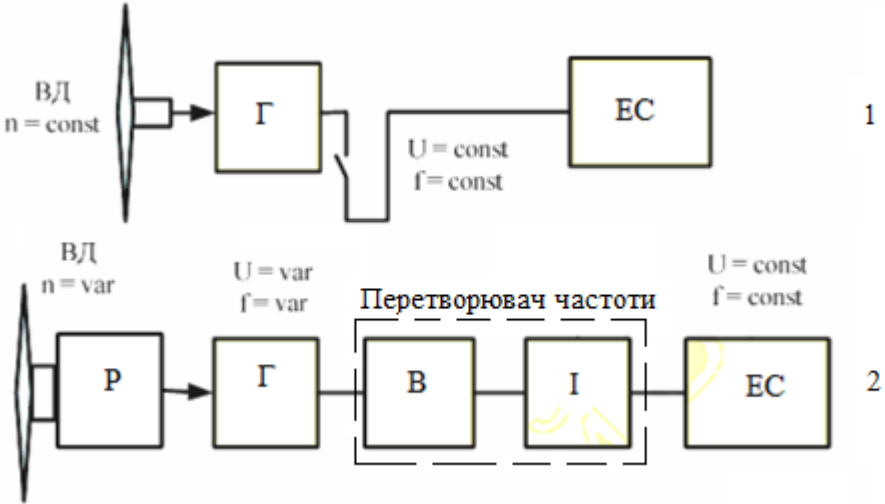 ВД
n = const
Г
ЕС
1
U = const
f = const
ВД
n = var
U = var
f = var
U = const
f = const
Перетворювач частоти
Р
Г
В
І
ЕС
2